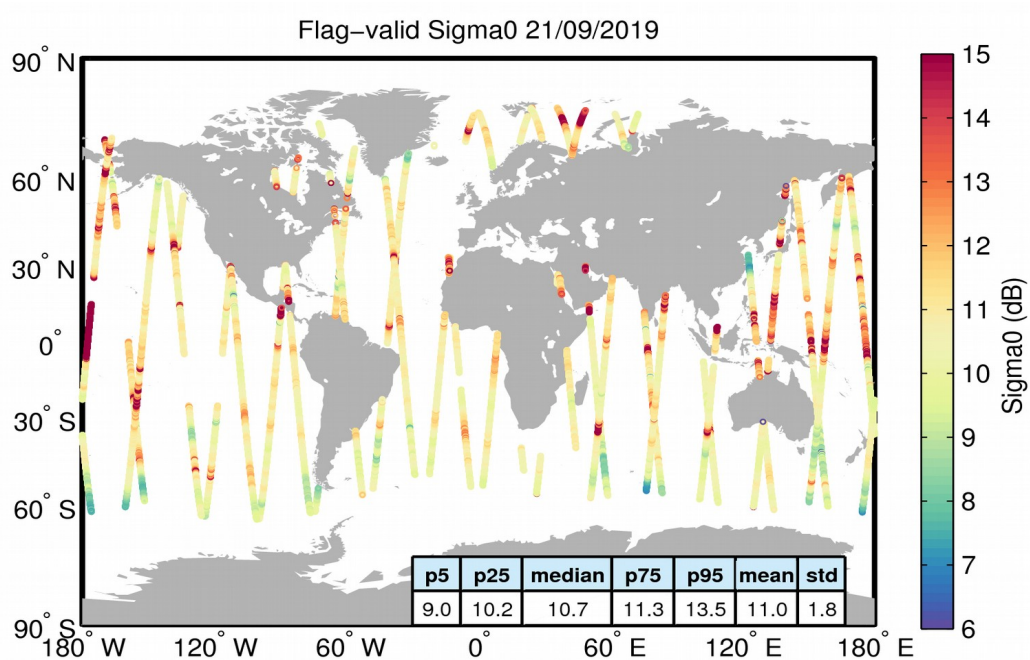 Flag−valid Sigma0 21/09/2019
90° N
60° N
30° N
0°
30° S
60° S
90° S
180° W
120° W
60° W
0°
60° E
120° E
180° E
15
14
13
12
11
10
9
8
7
6
Sigma0 (dB)
p5 p25 median p75 p95 mean std
9.0 10.2 10.7 11.3 13.5 11.0 1.8